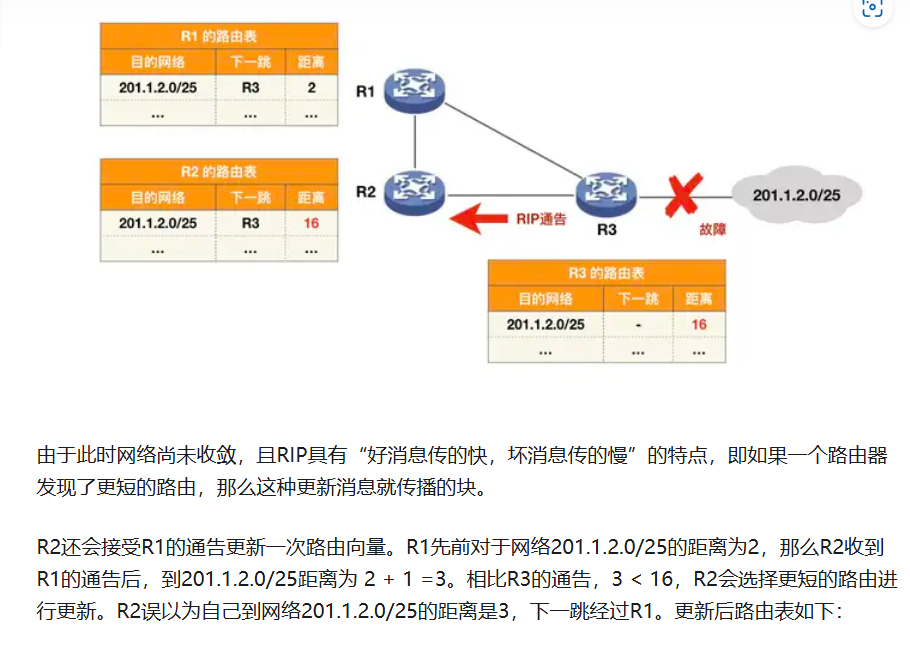 R1 的路由表
目的网络 下一跳 距离
201.1.2.0/25 R3 2
... ... ...
R1
R2 的路由表
目的网络 下一跳 距离
201.1.2.0/25 R3 16
... ... ...
R2
RIP通告
R3
故障
201.1.2.0/25
R3 的路由表
目的网络 下一跳 距离
201.1.2.0/25 - 16
... ... ...
由于此时网络尚未收敛，且RIP具有“好消息传的快，坏消息传的慢”的特点，即如果一个路由器
发现了更短的路由，那么这种更新消息就传播的块。
R2还会接受R1的通告更新一次路由向量。R1先前对于网络201.1.2.0/25的距离为2，那么R2收到
R1的通告后，到201.1.2.0/25距离为 2 + 1 =3。相比R3的通告，3 < 16，R2会选择更短的路由进
行更新。R2误以为自己到网络201.1.2.0/25的距离是3，下一跳经过R1。更新后路由表如下：